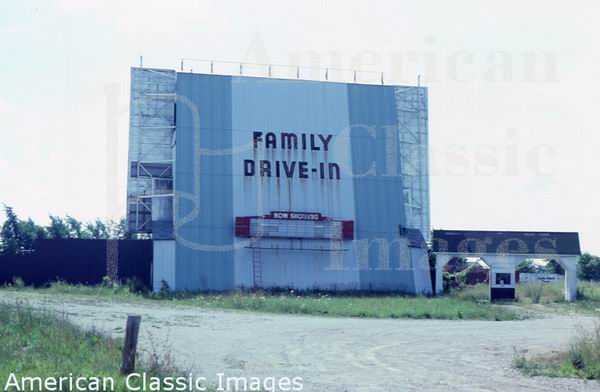 American
Classic
Images
FAMILY
DRIVE-IN
NOW SHOWING
American Classic Images